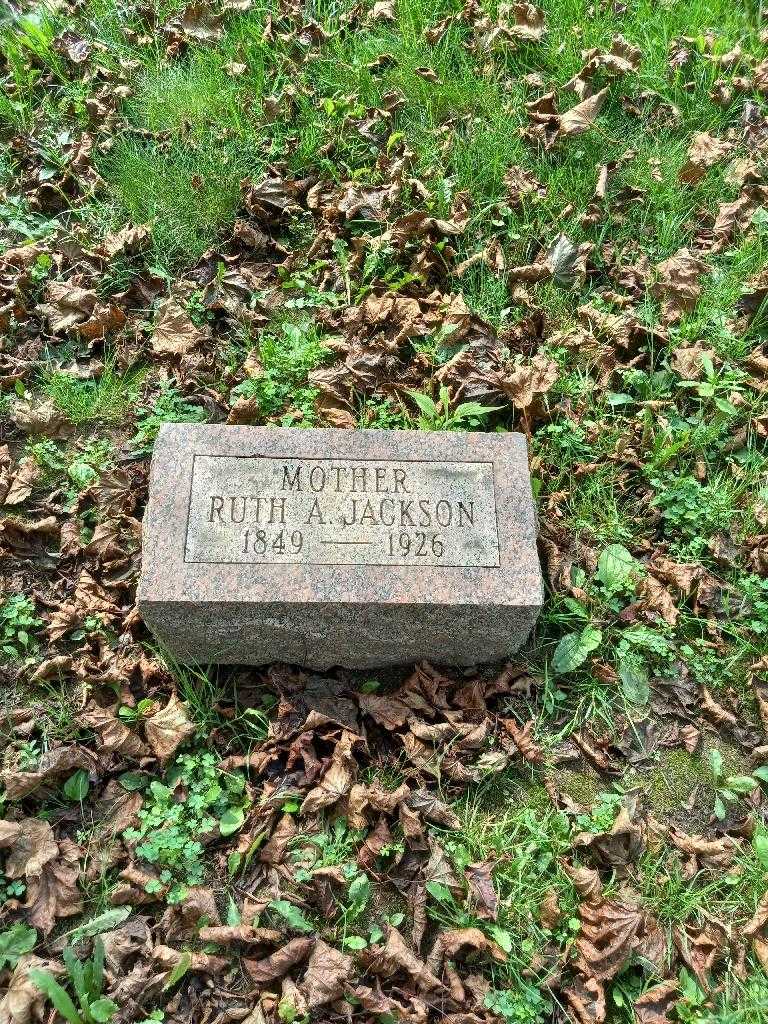 MOTHER
RUTH A. JACKSON
1849 — 1926